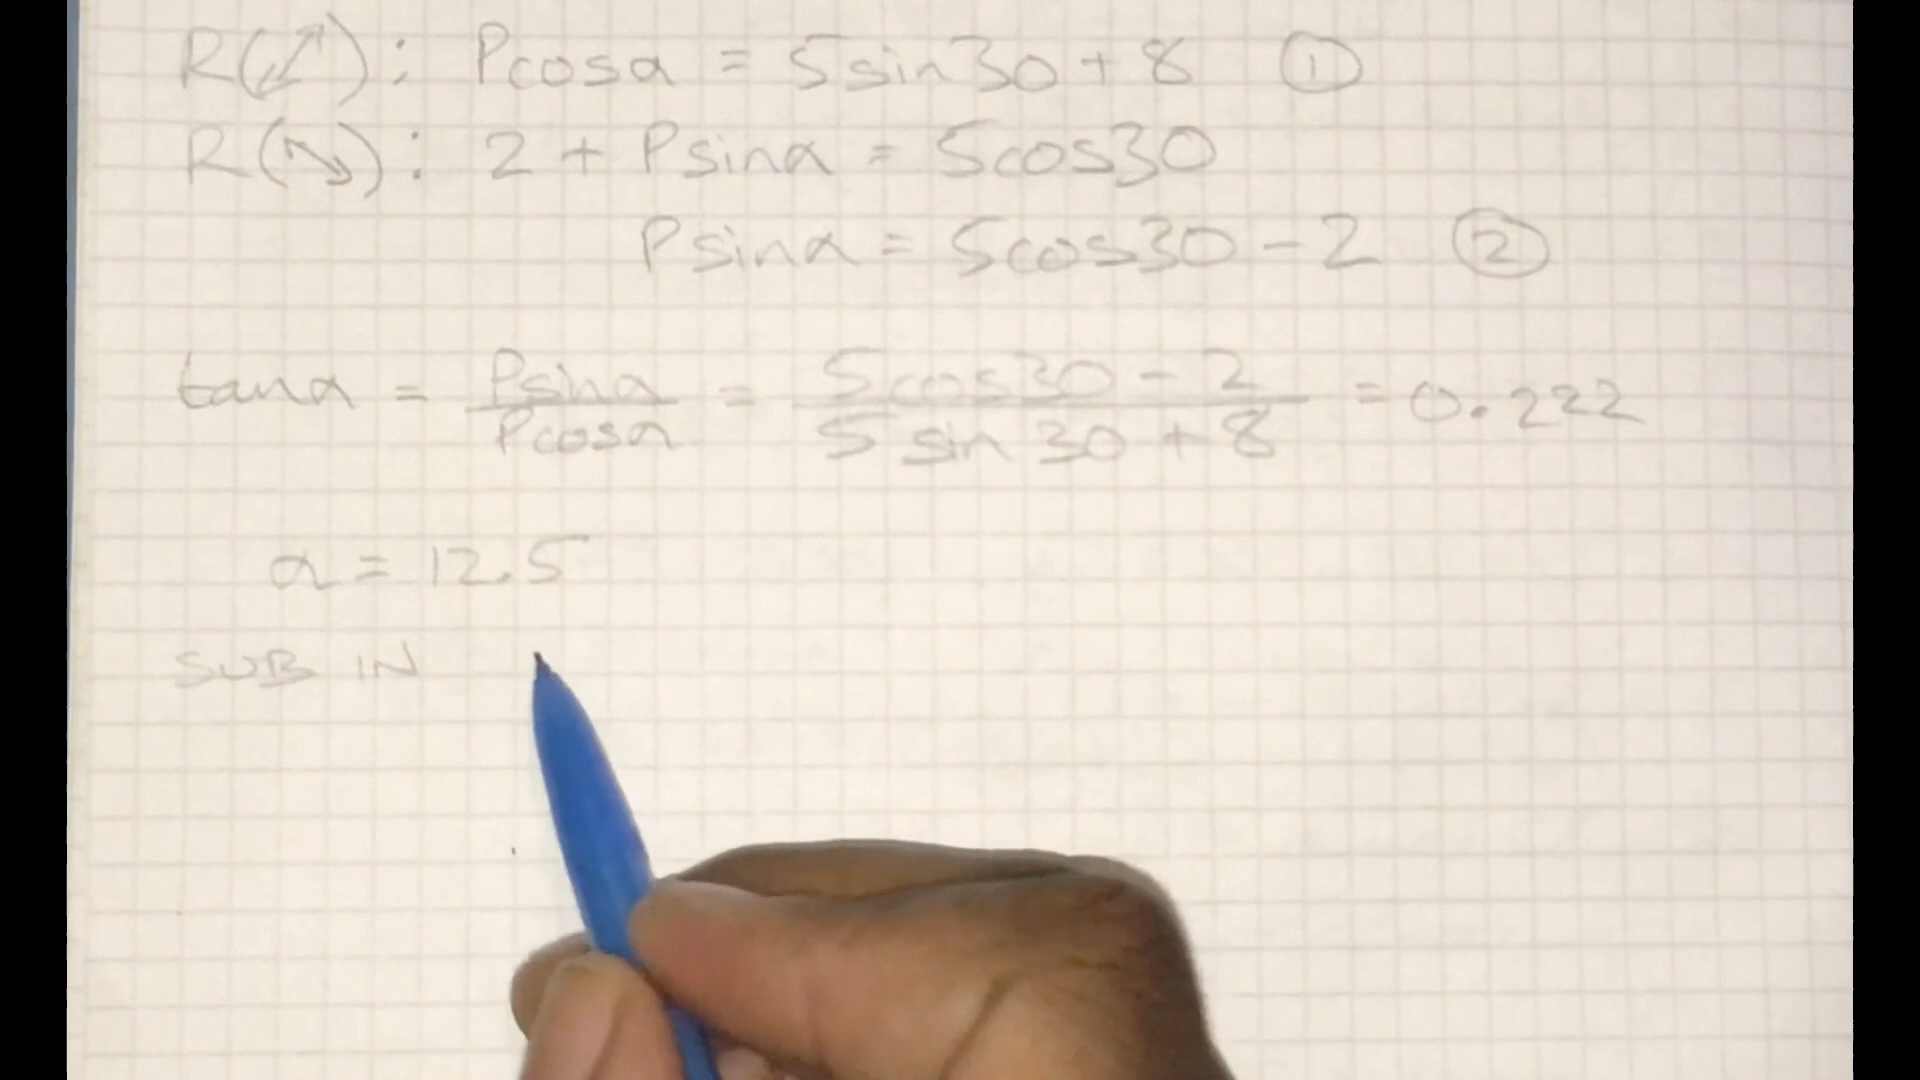 R(↗): Pcosα = 5sin30 + 8 ①
R(↘): 2 + Psinα = 5cos30
Psinα = 5cos30 - 2 ②
tanα = Psinα/Pcosα = (5cos30 - 2)/(5sin30 + 8) = 0.222
α = 12.5
SUB IN